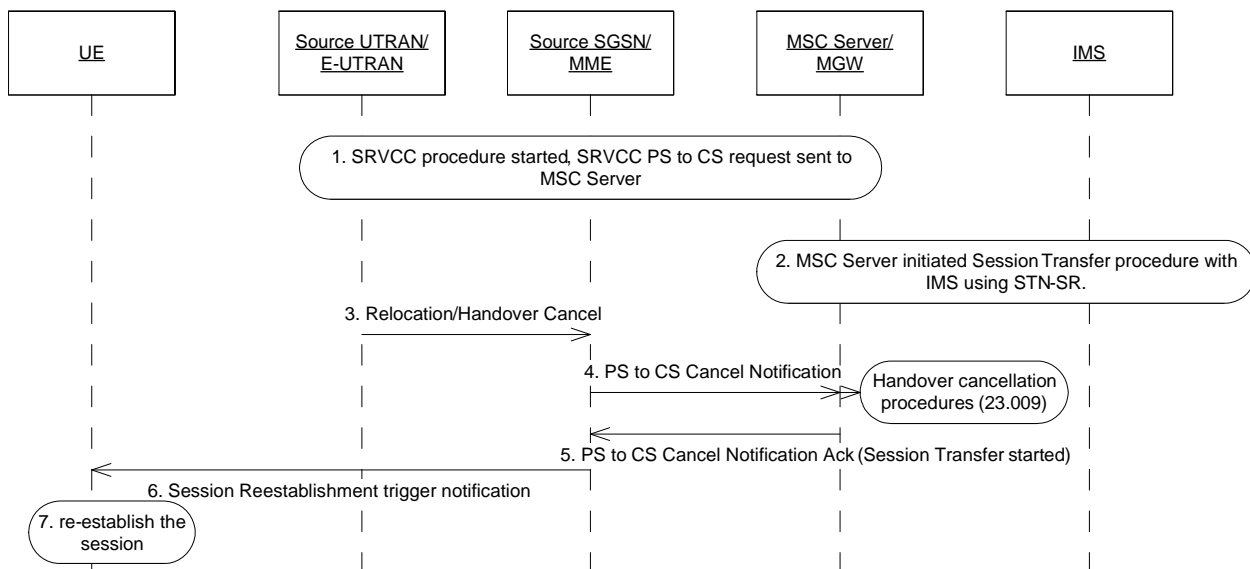 UE
Source UTRAN/
E-UTRAN
Source SGSN/
MME
MSC Server/
MGW
IMS
1. SRVCC procedure started, SRVCC PS to CS request sent to
MSC Server
2. MSC Server initiated Session Transfer procedure with
IMS using STN-SR.
3. Relocation/Handover Cancel
4. PS to CS Cancel Notification
Handover cancellation
procedures (23.009)
5. PS to CS Cancel Notification Ack (Session Transfer started)
6. Session Reestablishment trigger notification
7. re-establish the
session